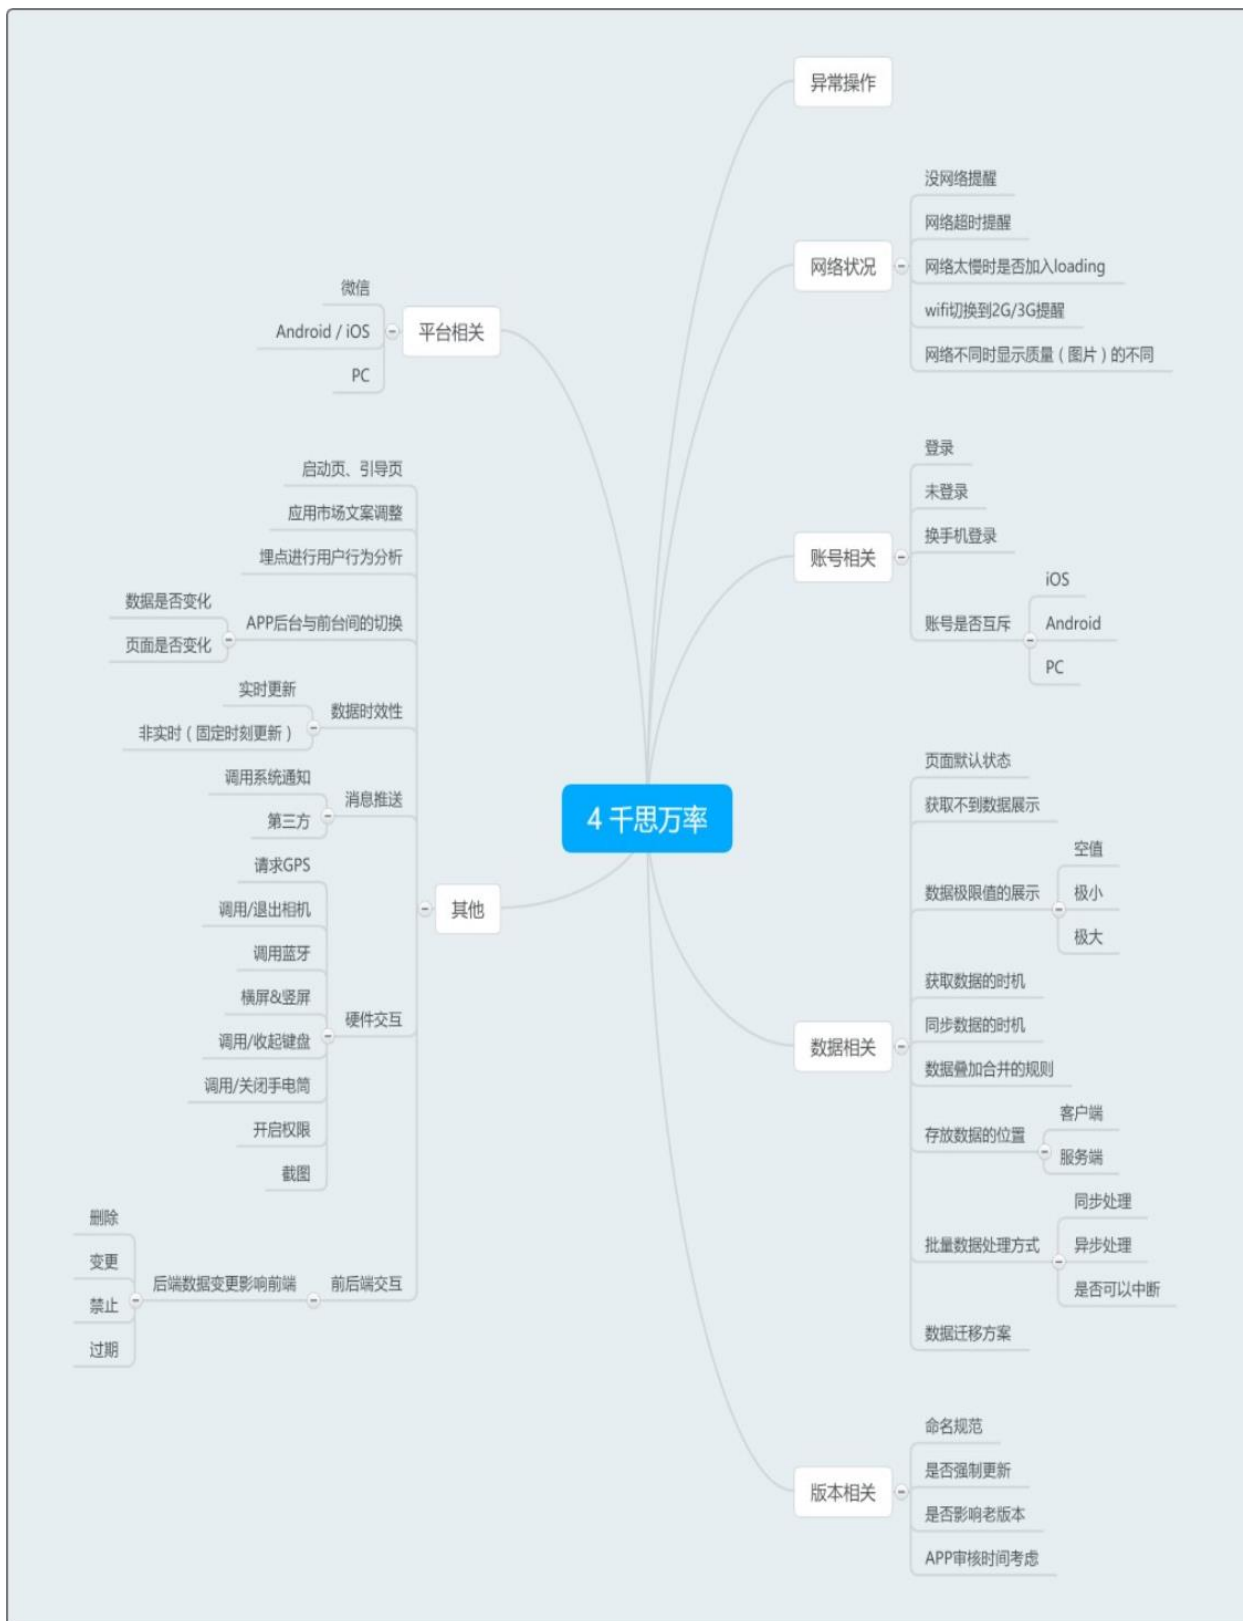 4 千思万率
异常操作
网络状况
没网络提醒
网络超时提醒
网络太慢时是否加入loading
wifi切换到2G/3G提醒
网络不同时显示质量（图片）的不同
账号相关
登录
未登录
换手机登录
账号是否互斥
iOS
Android
PC
数据相关
页面默认状态
获取不到数据展示
数据极限值的展示
空值
极小
极大
获取数据的时机
同步数据的时机
数据叠加合并的规则
存放数据的位置
客户端
服务端
批量数据处理方式
同步处理
异步处理
是否可以中断
数据迁移方案
版本相关
命名规范
是否强制更新
是否影响老版本
APP审核时间考虑
平台相关
微信
Android / iOS
PC
其他
启动页、引导页
应用市场文案调整
埋点进行用户行为分析
APP后台与前台间的切换
数据是否变化
页面是否变化
数据时效性
实时更新
非实时（固定时刻更新）
消息推送
调用系统通知
第三方
硬件交互
请求GPS
调用/退出相机
调用蓝牙
横屏&竖屏
调用/收起键盘
调用/关闭手电筒
开启权限
截图
前后端交互
后端数据变更影响前端
删除
变更
禁止
过期